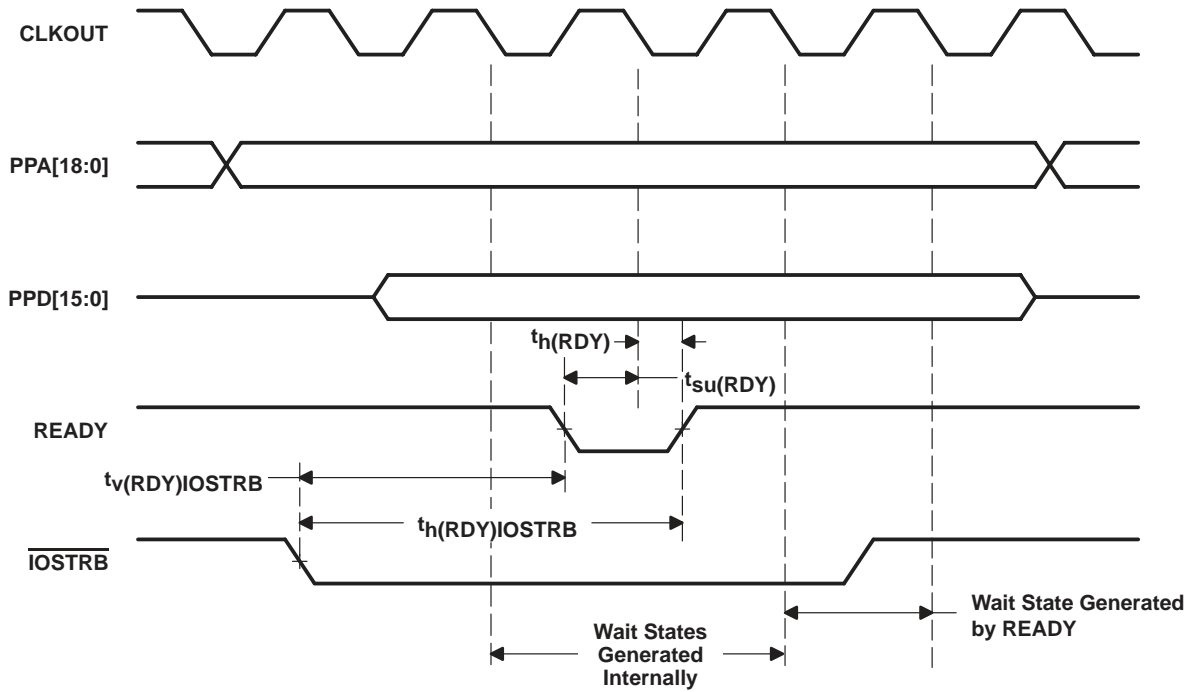 CLKOUT
PPA[18:0]
PPD[15:0]
th(RDY)
tsu(RDY)
READY
tv(RDY)IOSTRB
th(RDY)IOSTRB
IOSTRB
Wait State Generated
by READY
Wait States
Generated
Internally